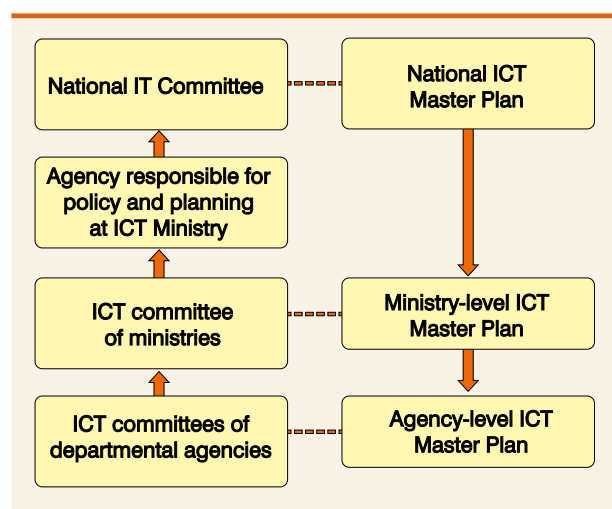 National IT Committee
National ICT
Master Plan
Agency responsible for
policy and planning
at ICT Ministry
ICT committee
of ministries
Ministry-level ICT
Master Plan
ICT committees of
departmental agencies
Agency-level ICT
Master Plan